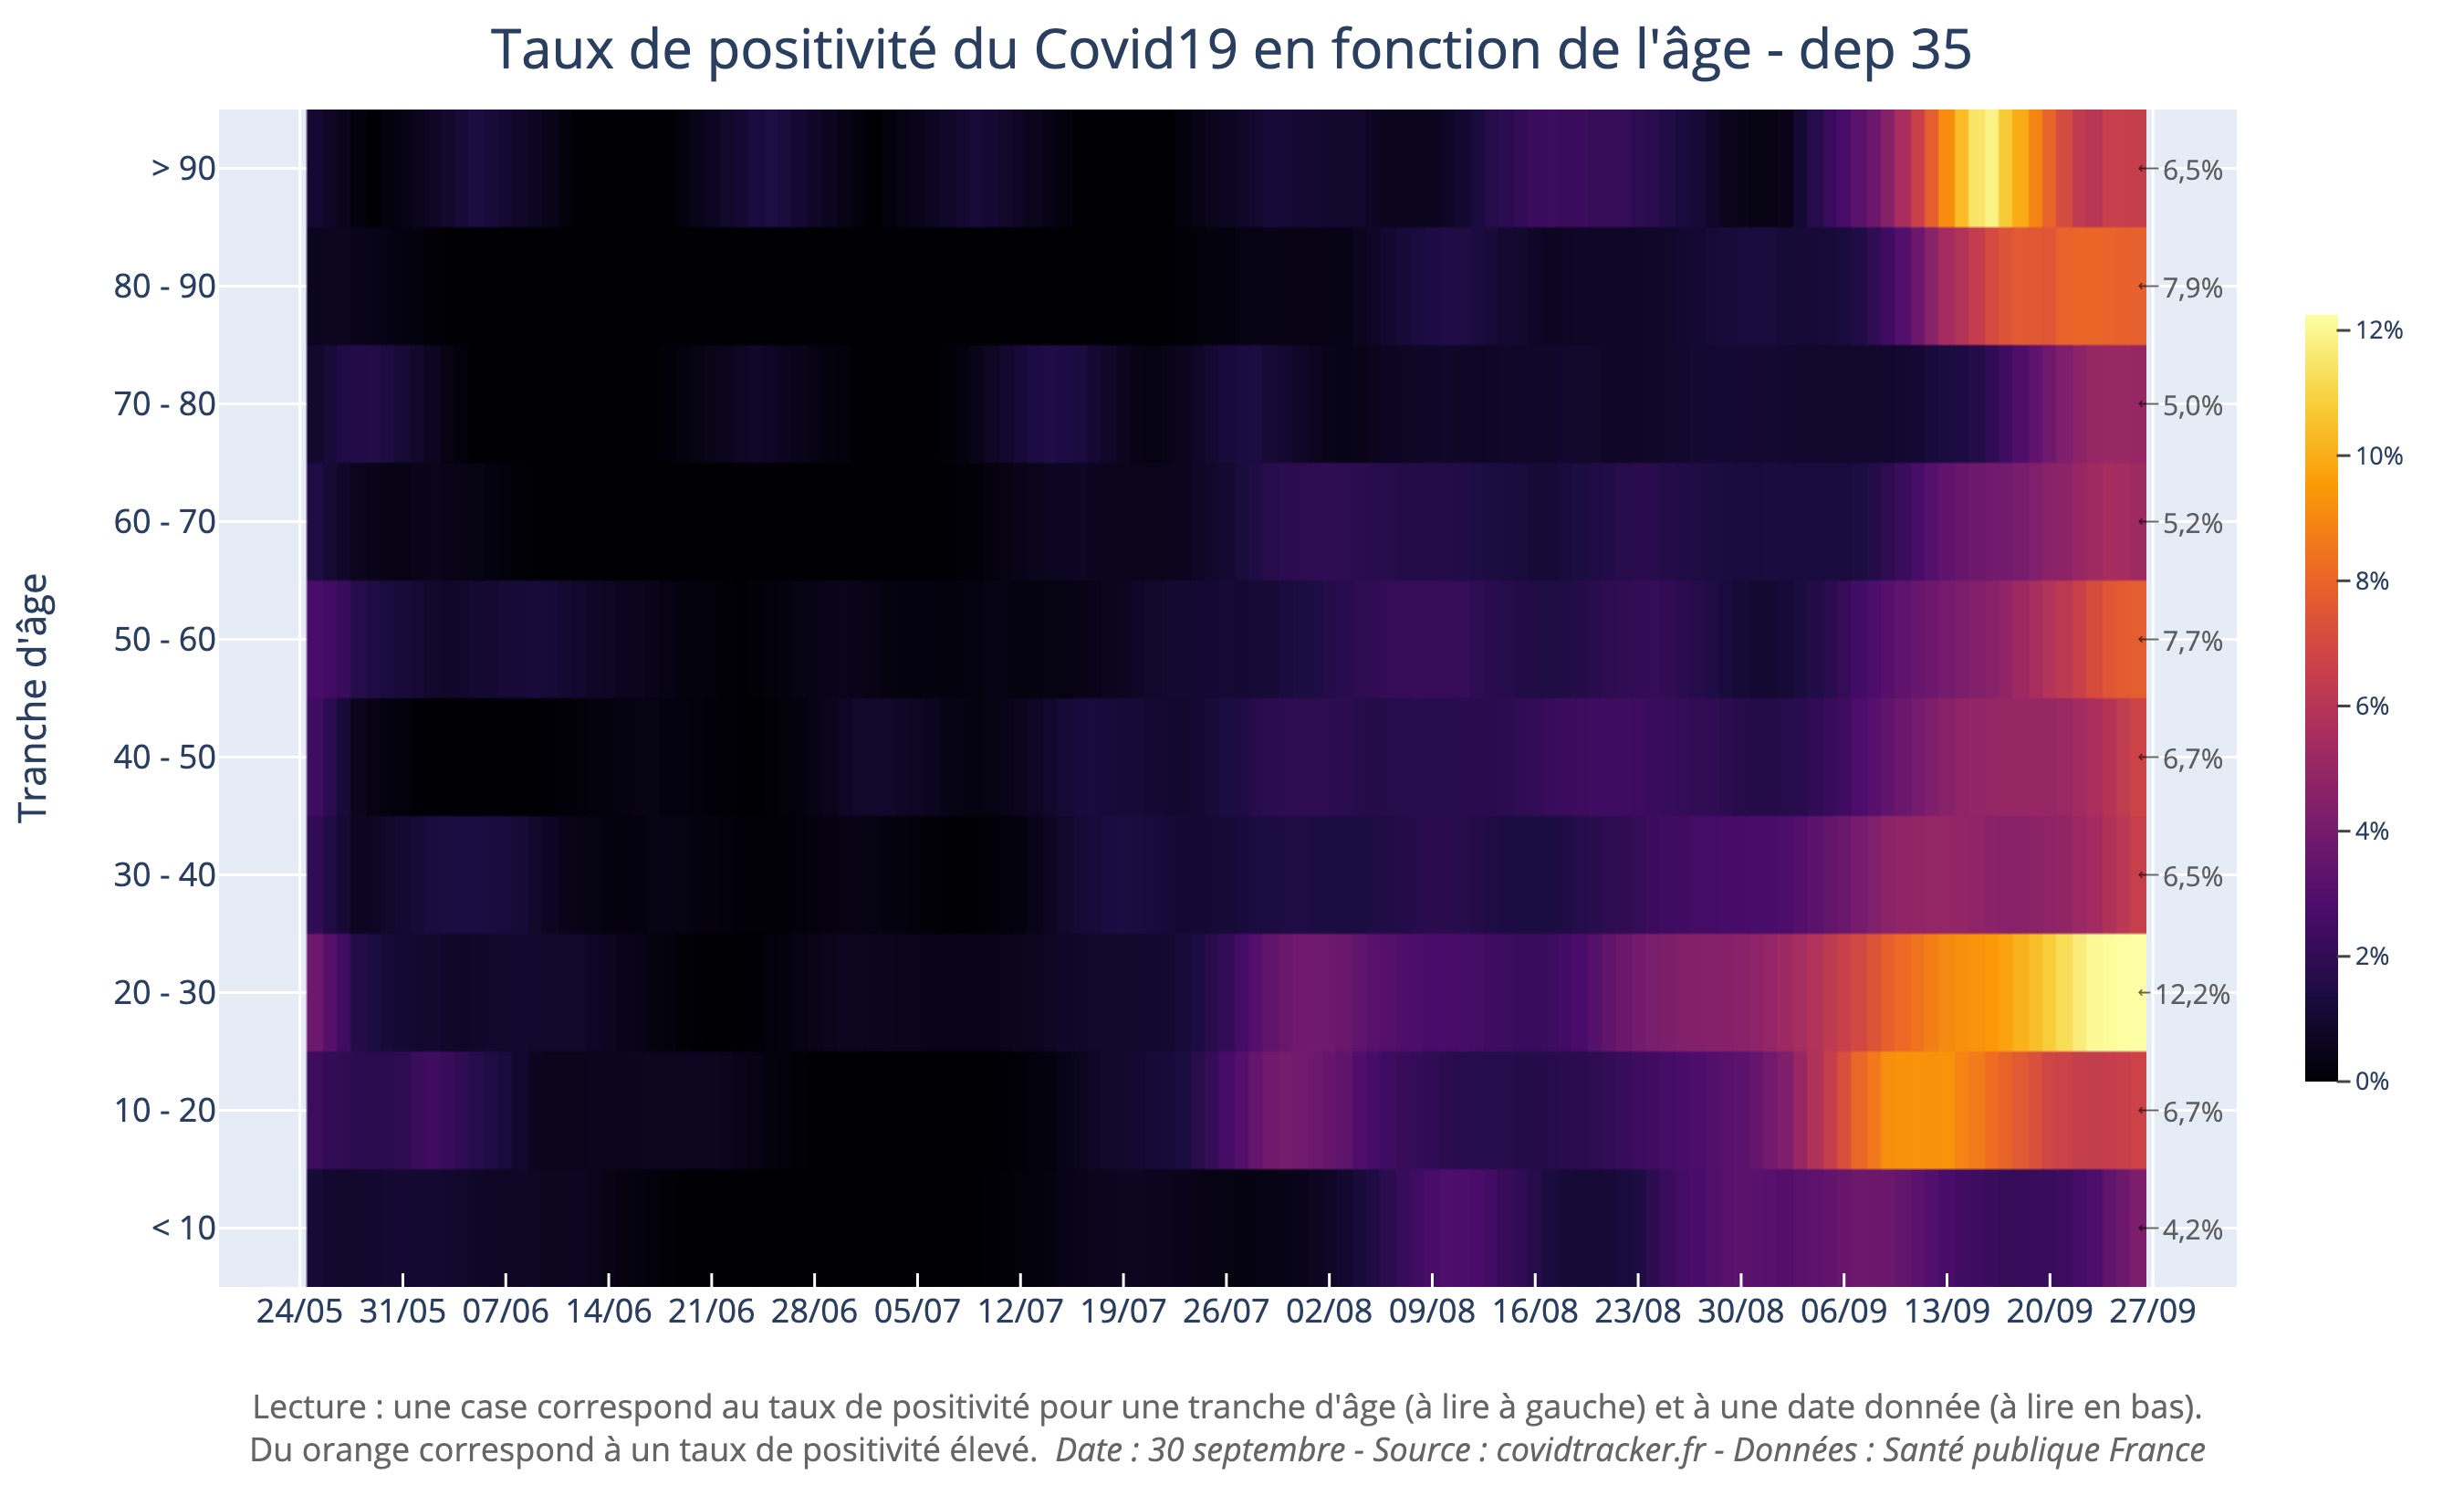 Taux de positivité du Covid19 en fonction de l'âge - dep 35
Tranche d'âge
> 90
80 - 90
70 - 80
60 - 70
50 - 60
40 - 50
30 - 40
20 - 30
10 - 20
< 10
6,5%
7,9%
5,0%
5,2%
7,7%
6,7%
6,5%
12,2%
6,7%
4,2%
12%
10%
8%
6%
4%
2%
0%
24/05 31/05 07/06 14/06 21/06 28/06 05/07 12/07 19/07 26/07 02/08 09/08 16/08 23/08 30/08 06/09 13/09 20/09 27/09
Lecture : une case correspond au taux de positivité pour une tranche d'âge (à lire à gauche) et à une date donnée (à lire en bas).
Du orange correspond à un taux de positivité élevé. Date : 30 septembre - Source : covidtracker.fr - Données : Santé publique France